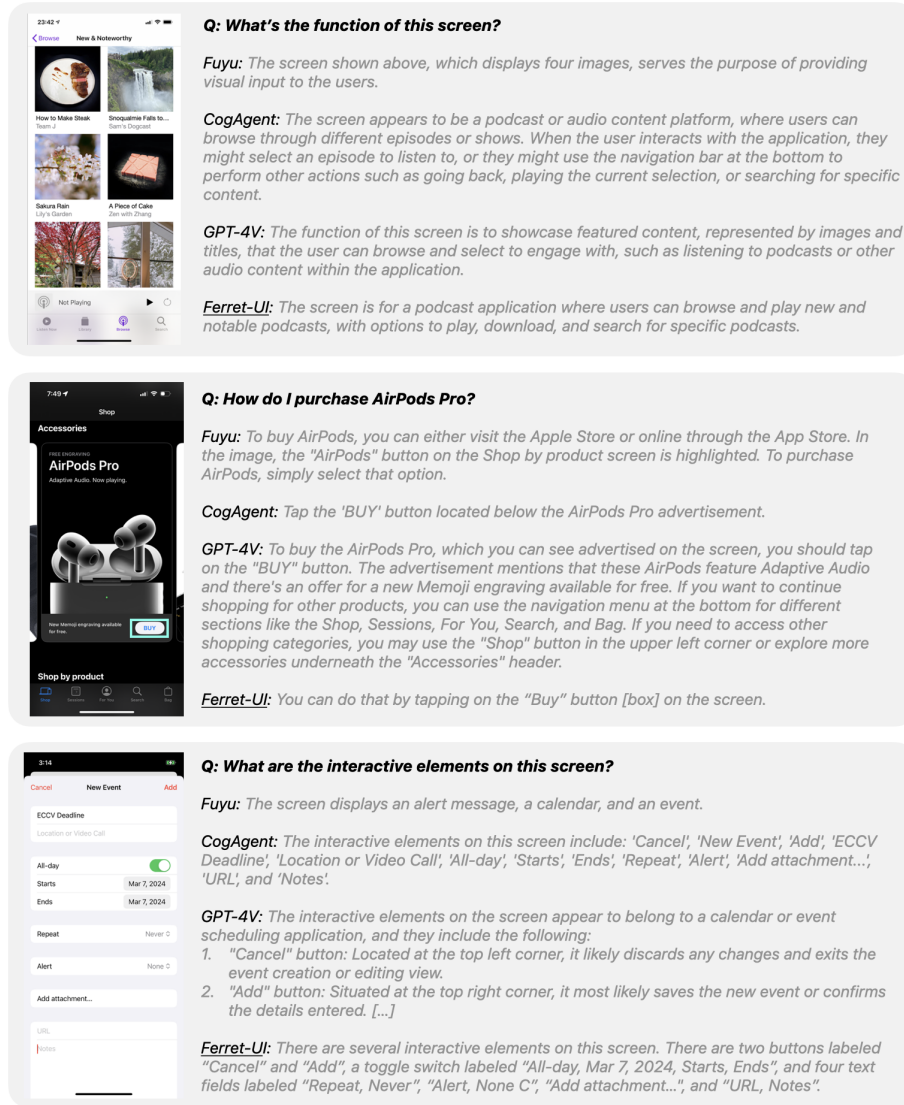 23:42
Browse
New & Noteworthy
How to Make Steak
Team J
Snoqualmie Falls to...
Sam's Dogcast
Sakura Rain
Lily's Garden
A Piece of Cake
Zen with Zhang
Not Playing
Listen Now
Library
Browse
Search
Q: What's the function of this screen?
Fuyu: The screen shown above, which displays four images, serves the purpose of providing
visual input to the users.
CogAgent: The screen appears to be a podcast or audio content platform, where users can
browse through different episodes or shows. When the user interacts with the application, they
might select an episode to listen to, or they might use the navigation bar at the bottom to
perform other actions such as going back, playing the current selection, or searching for specific
content.
GPT-4V: The function of this screen is to showcase featured content, represented by images and
titles, that the user can browse and select to engage with, such as listening to podcasts or other
audio content within the application.
Ferret-UI: The screen is for a podcast application where users can browse and play new and
notable podcasts, with options to play, download, and search for specific podcasts.
7:49
Shop
Accessories
FREE ENGRAVING
AirPods Pro
Adaptive Audio. Now playing.
New Memoji engraving available
for free.
BUY
Shop by product
Shop
Sessions
For You
Search
Bag
Q: How do I purchase AirPods Pro?
Fuyu: To buy AirPods, you can either visit the Apple Store or online through the App Store. In
the image, the "AirPods" button on the Shop by product screen is highlighted. To purchase
AirPods, simply select that option.
CogAgent: Tap the 'BUY' button located below the AirPods Pro advertisement.
GPT-4V: To buy the AirPods Pro, which you can see advertised on the screen, you should tap
on the "BUY" button. The advertisement mentions that these AirPods feature Adaptive Audio
and there's an offer for a new Memoji engraving available for free. If you want to continue
shopping for other products, you can use the navigation menu at the bottom for different
sections like the Shop, Sessions, For You, Search, and Bag. If you need to access other
shopping categories, you may use the "Shop" button in the upper left corner or explore more
accessories underneath the "Accessories" header.
Ferret-UI: You can do that by tapping on the “Buy” button [box] on the screen.
3:14
Cancel
New Event
Add
ECCV Deadline
Location or Video Call
All-day
Starts
Mar 7, 2024
Ends
Mar 7, 2024
Repeat
Never
Alert
None
Add attachment...
URL
Notes
Q: What are the interactive elements on this screen?
Fuyu: The screen displays an alert message, a calendar, and an event.
CogAgent: The interactive elements on this screen include: 'Cancel', 'New Event', 'Add', 'ECCV
Deadline', 'Location or Video Call', 'All-day', 'Starts', 'Ends', 'Repeat', 'Alert', 'Add attachment...',
'URL', and 'Notes'.
GPT-4V: The interactive elements on the screen appear to belong to a calendar or event
scheduling application, and they include the following:
1. "Cancel" button: Located at the top left corner, it likely discards any changes and exits the
event creation or editing view.
2. "Add" button: Situated at the top right corner, it most likely saves the new event or confirms
the details entered. [...]
Ferret-UI: There are several interactive elements on this screen. There are two buttons labeled
“Cancel” and “Add”, a toggle switch labeled “All-day, Mar 7, 2024, Starts, Ends”, and four text
fields labeled “Repeat, Never”, “Alert, None C”, “Add attachment...", and “URL, Notes”.